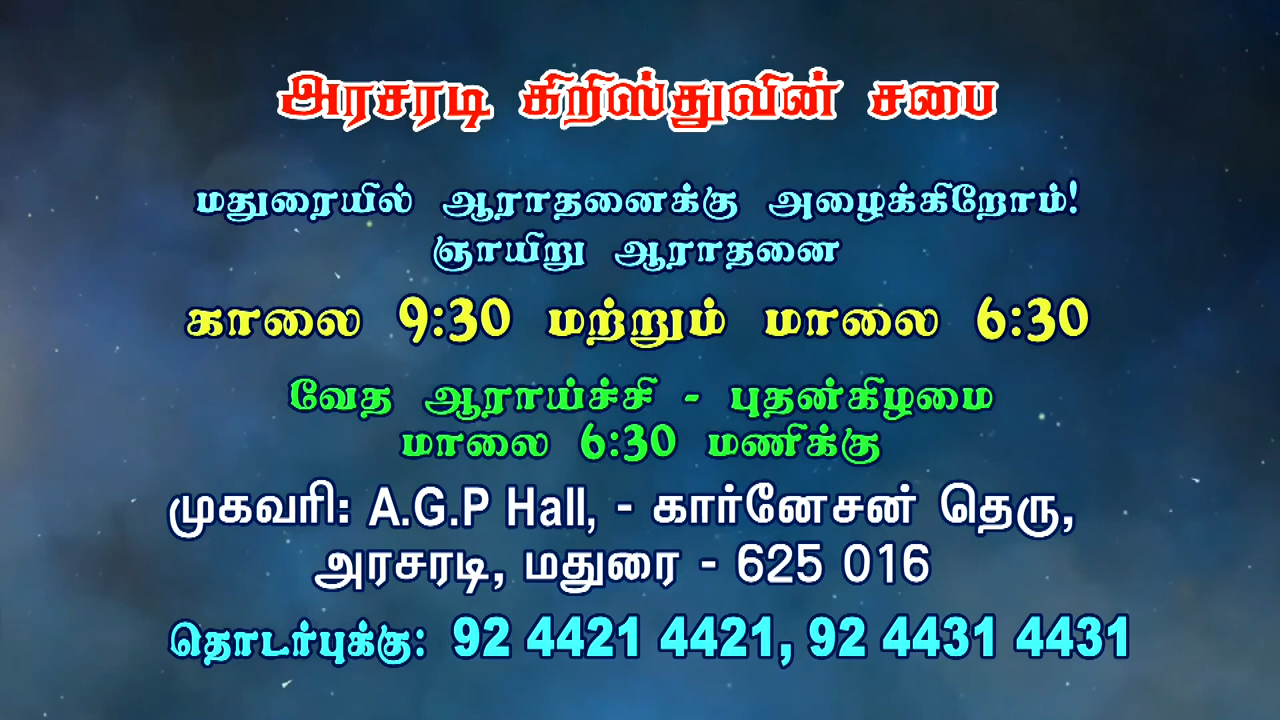 அரசரடி கிறிஸ்துவின் சபை
மதுரையில் ஆராதனைக்கு அழைக்கிறோம்!
ஞாயிறு ஆராதனை
காலை 9:30 மற்றும் மாலை 6:30
வேத ஆராய்ச்சி - புதன்கிழமை
மாலை 6:30 மணிக்கு
முகவரி: A.G.P Hall, - கார்னேசன் தெரு,
அரசரடி, மதுரை - 625 016
தொடர்புக்கு: 92 4421 4421, 92 4431 4431